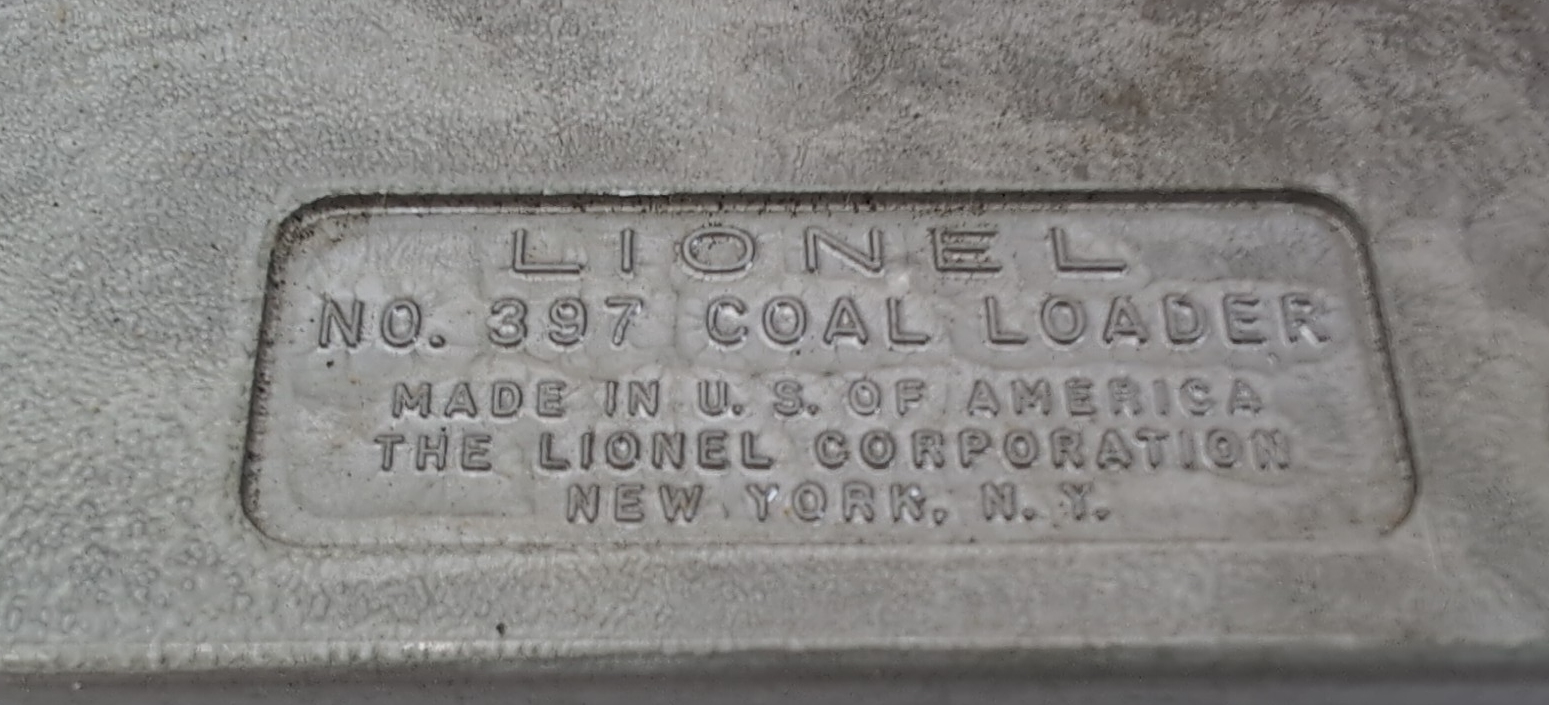 LIONEL
NO. 397 COAL LOADER
MADE IN U. S. OF AMERICA
THE LIONEL CORPORATION
NEW YORK, N. Y.